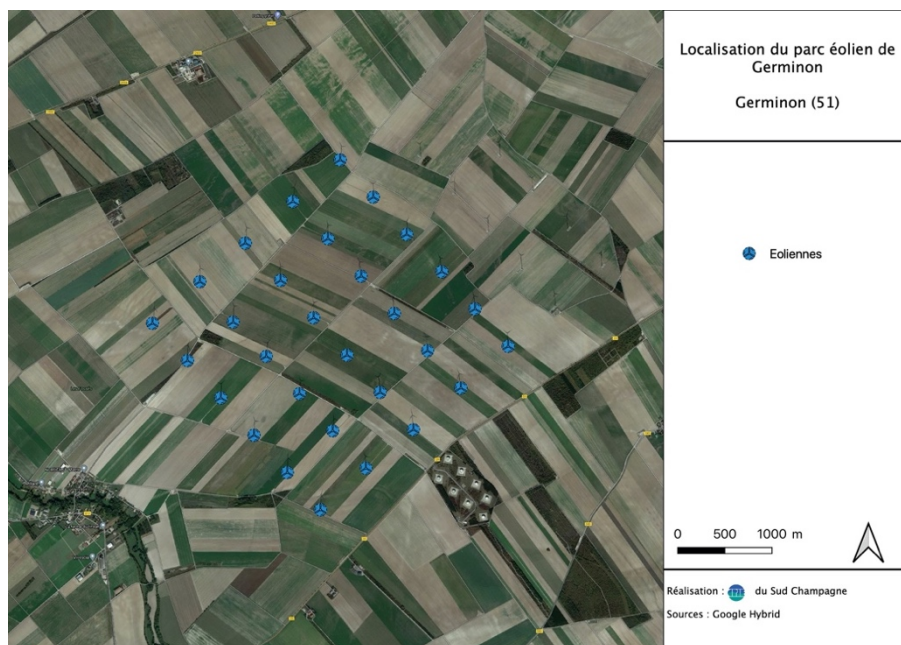 Localisation du parc éolien de
Germinon
Germinon (51)
Eoliennes
0 500 1000 m
Réalisation : du Sud Champagne
Sources : Google Hybrid